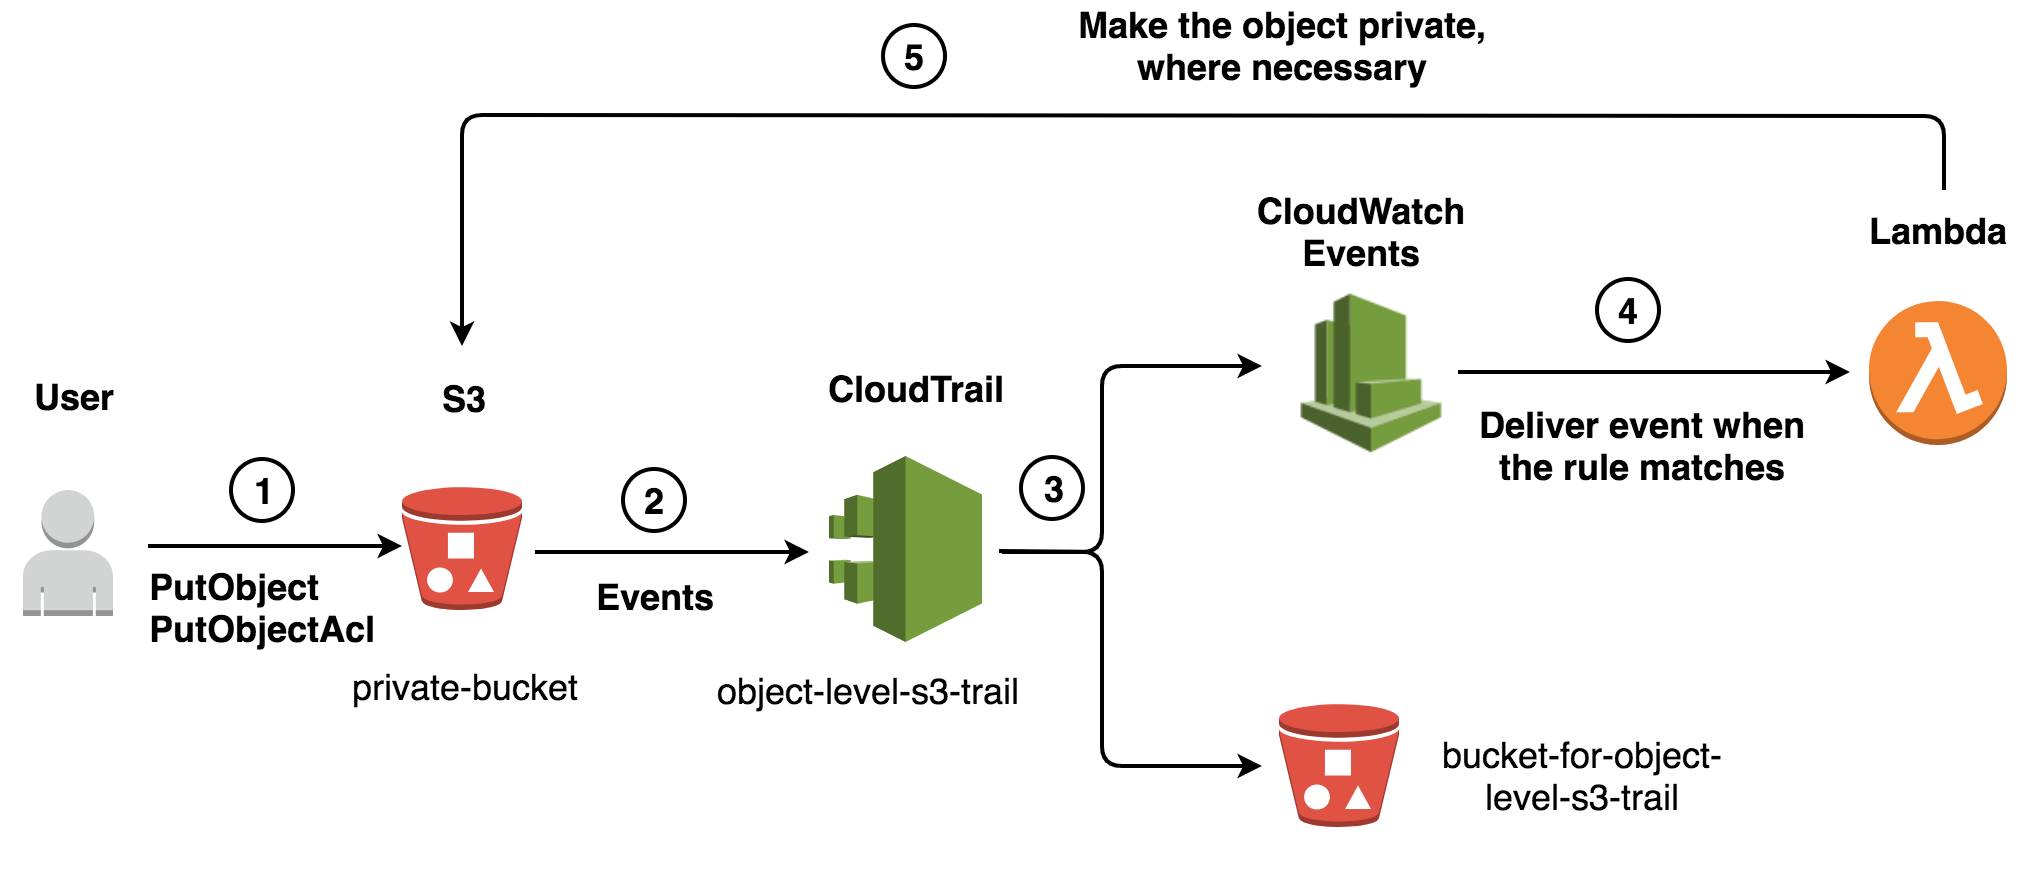 5
Make the object private,
where necessary
CloudWatch
Events
Lambda
4
Deliver event when
the rule matches
User
S3
CloudTrail
1
2
3
PutObject
PutObjectAcl
Events
private-bucket
object-level-s3-trail
bucket-for-object-
level-s3-trail